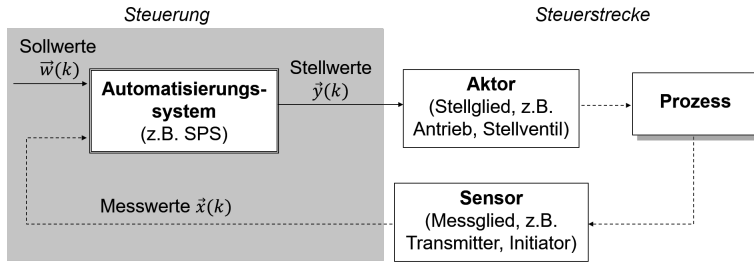 Steuerung
Steuerstrecke
Sollwerte
w⃗(k)
Automatisierungs-
system
(z.B. SPS)
Stellwerte
y⃗(k)
Aktor
(Stellglied, z.B.
Antrieb, Stellventil)
Prozess
Messwerte x⃗(k)
Sensor
(Messglied, z.B.
Transmitter, Initiator)